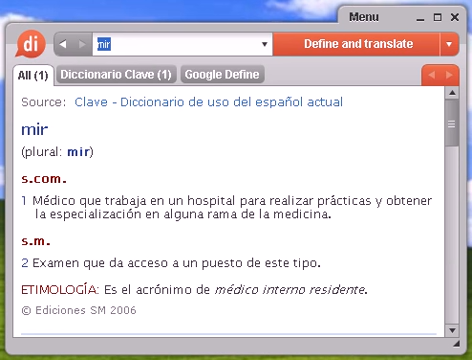 Menu
di
mir
Define and translate
All (1)
Diccionario Clave (1)
Google Define
Source: Clave - Diccionario de uso del español actual
mir
(plural: mir)
s.com.
1 Médico que trabaja en un hospital para realizar prácticas y obtener
la especialización en alguna rama de la medicina.
s.m.
2 Examen que da acceso a un puesto de este tipo.
ETIMOLOGÍA: Es el acrónimo de médico interno residente.
© Ediciones SM 2006